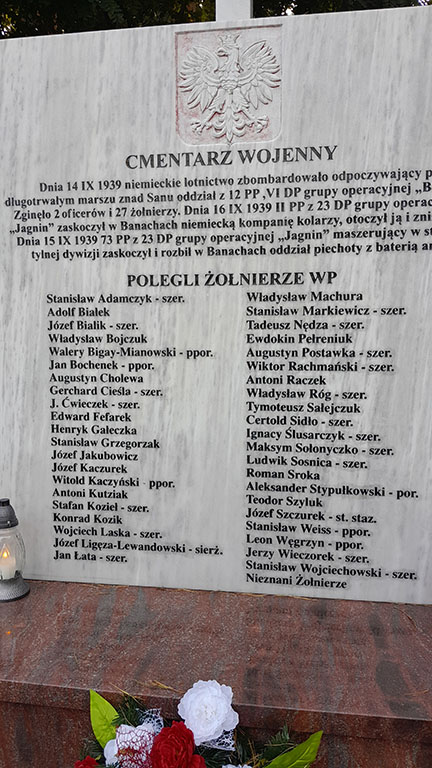 CMENTARZ WOJENNY
Dnia 14 IX 1939 niemieckie lotnictwo zbombardowało odpoczywający p
długotrwałym marszu znad Sanu oddział z 12 PP ,VI DP grupy operacyjnej „B
Zginęło 2 oficerów i 27 żołnierzy. Dnia 16 IX 1939 II PP z 23 DP grupy operac
„Jagnin" zaskoczył w Banachach niemiecką kompanię kolarzy, otoczył ją i zni
Dnia 15 IX 1939 73 PP z 23 DP grupy operacyjnej „Jagnin" maszerujący w st
tylnej dywizji zaskoczył i rozbił w Banachach oddział piechoty z baterią ar
POLEGLI ŻOŁNIERZE WP
Stanisław Adamczyk - szer.
Adolf Białek
Józef Bialik - szer.
Władysław Bojczuk
Walery Bigay-Mianowski - ppor.
Jan Bochenek - ppor.
Augustyn Cholewa
Gerchard Cieśla - szer.
J. Ćwieczek - szer.
Edward Fefarek
Henryk Gałeczka
Stanisław Grzegorzak
Józef Jakubowicz
Józef Kaczurek
Witold Kaczyński - ppor.
Antoni Kutziak
Stafan Kozieł - szer.
Konrad Kozik
Wojciech Laska - szer.
Józef Ligęza-Lewandowski - sierż.
Jan Łata - szer.
Władysław Machura
Stanisław Markiewicz - szer.
Tadeusz Nędza - szer.
Ewdokin Pełreniuk
Augustyn Postawka - szer.
Wiktor Rachmański - szer.
Antoni Raczek
Władysław Róg - szer.
Tymoteusz Salejczuk
Certold Sidło - szer.
Ignacy Ślusarczyk - szer.
Maksym Sołonyczko - szer.
Ludwik Sosnica - szer.
Roman Sroka
Aleksander Stypułkowski - por.
Teodor Szyluk
Józef Szczurek - st. staz.
Stanisław Weiss - ppor.
Leon Węgrzyn - ppor.
Jerzy Wieczorek - szer.
Stanisław Wojciechowski - szer.
Nieznani Żołnierze